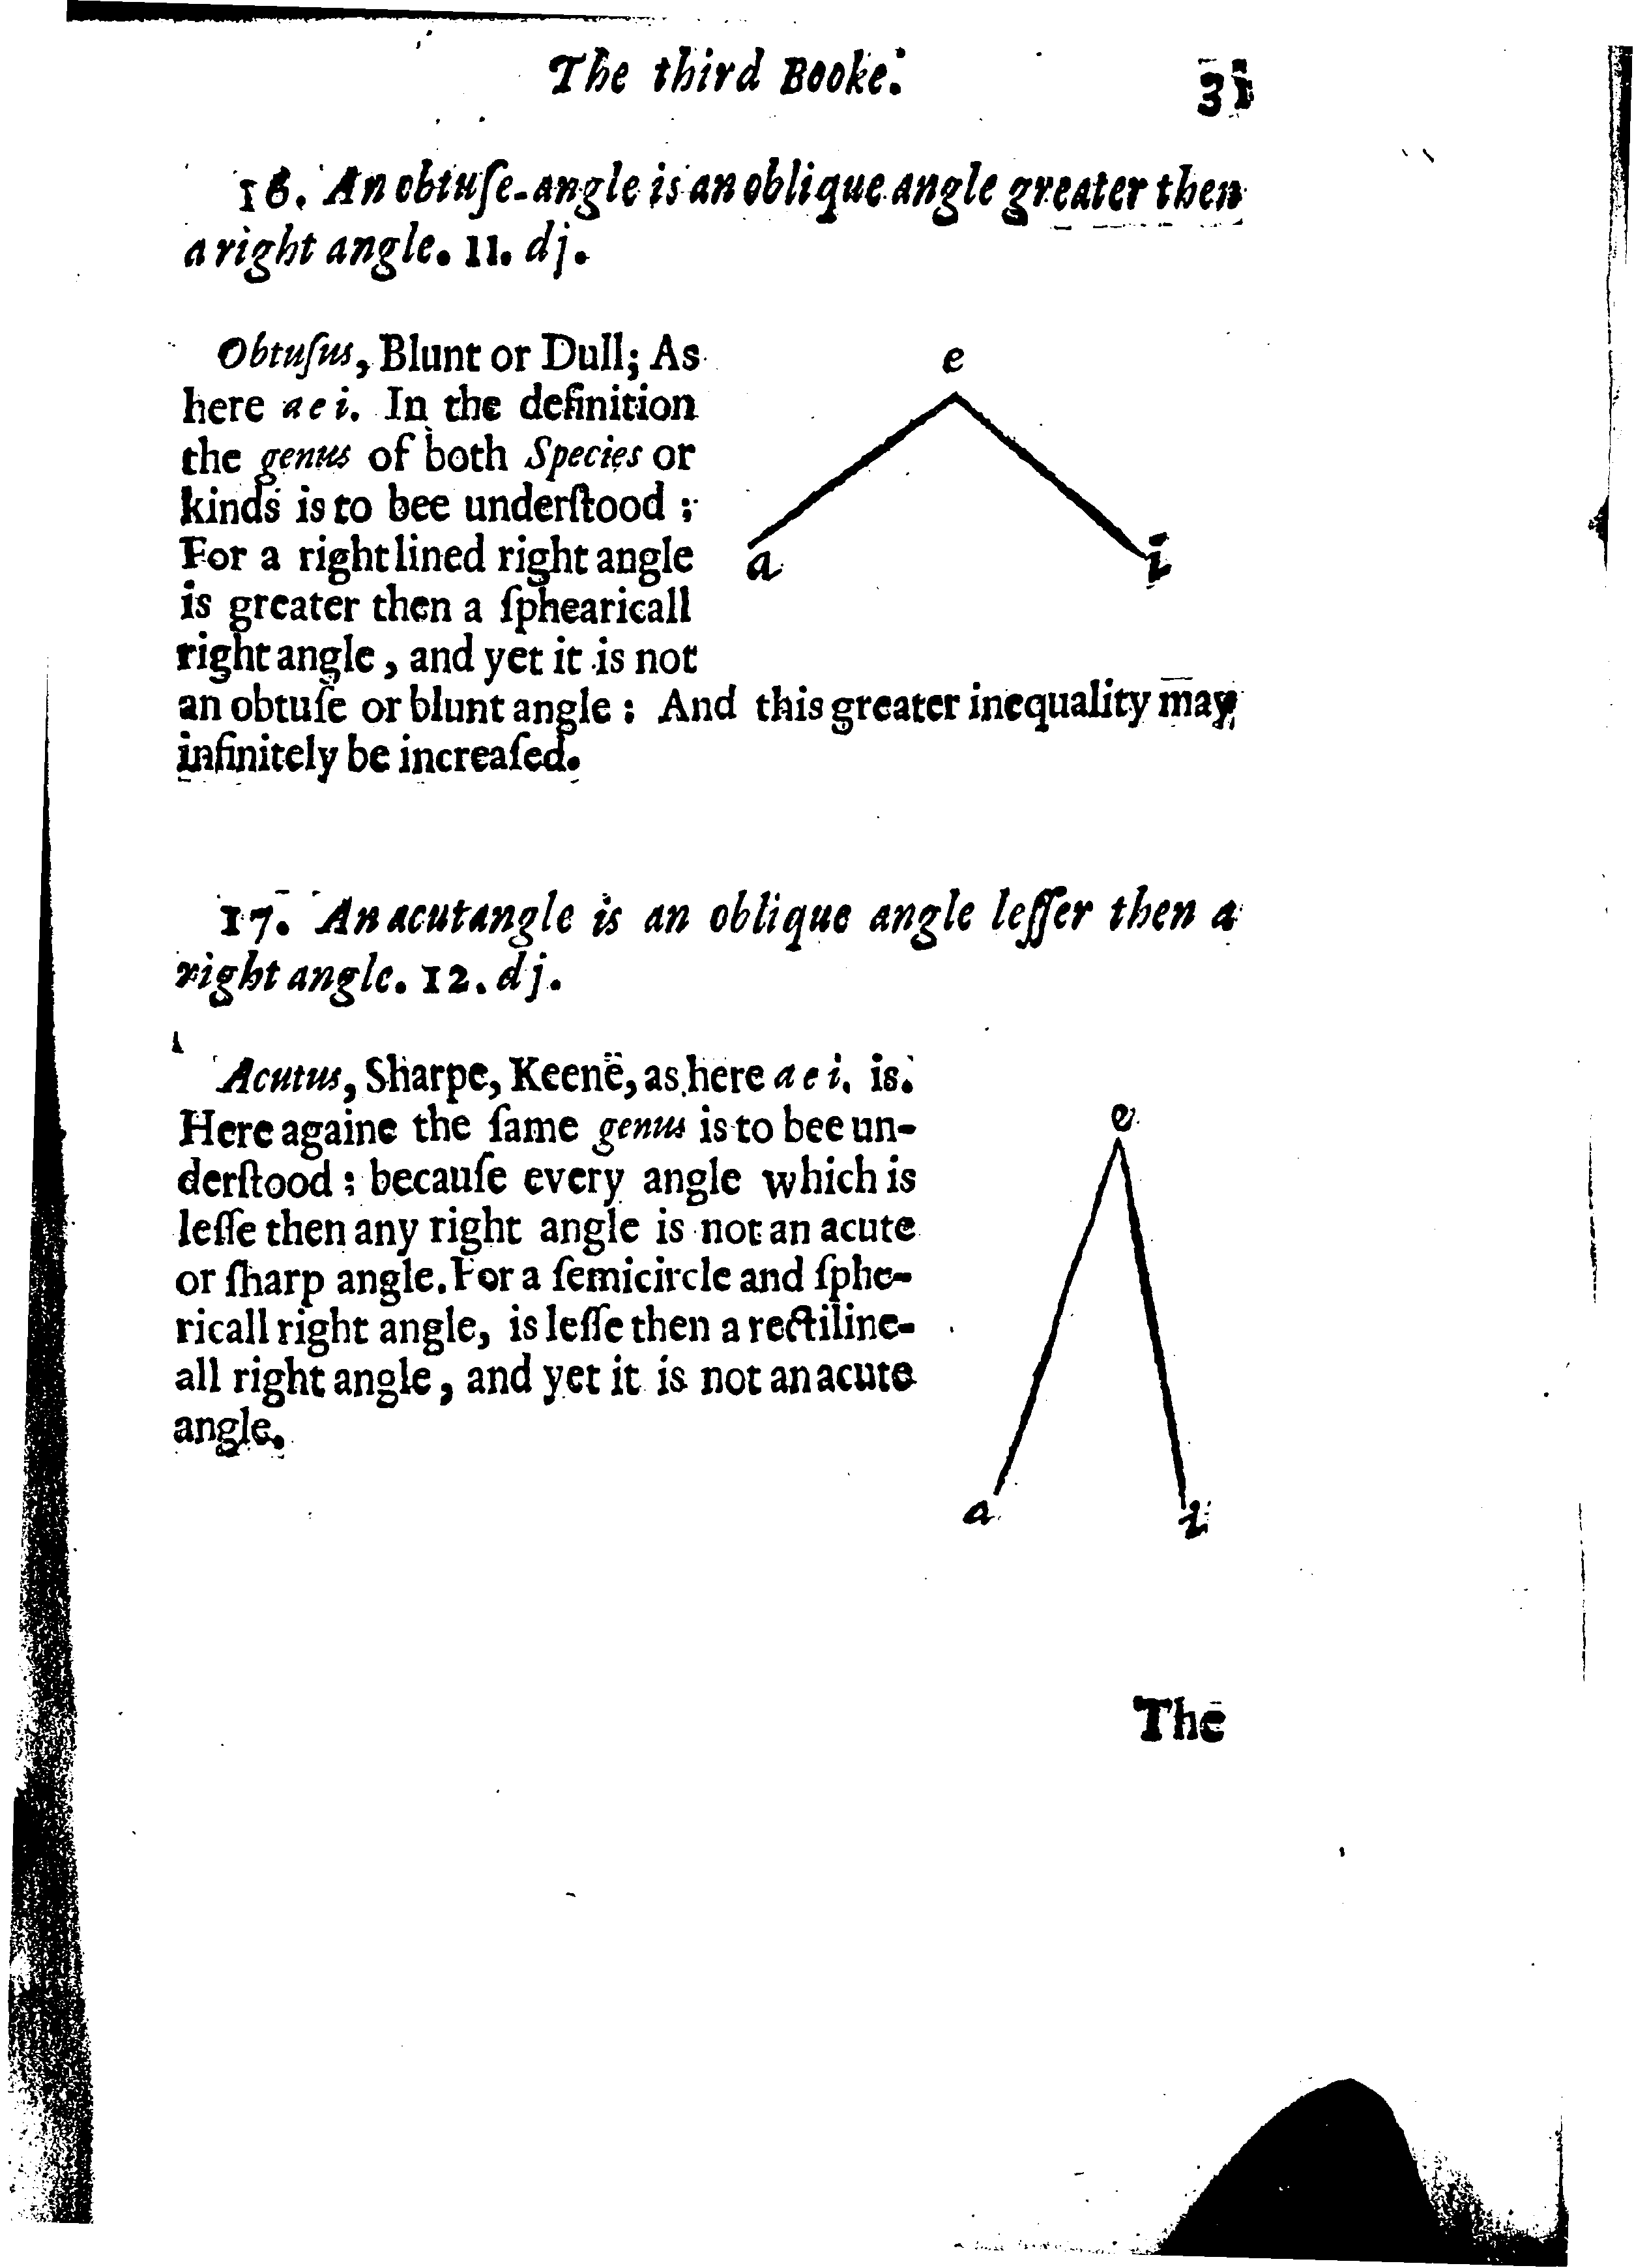 The third Booke. 31
16. An obtuſe-angle is an oblique angle greater then
a right angle. 11. dj.
Obtuſus, Blunt or Dull; As
here a e i. In the definition
the genus of both Species or
kinds is to bee underſtood;
For a right lined right angle
is greater then a ſphearicall
right angle, and yet it is not
an obtuſe or blunt angle: And this greater inequality may
infinitely be increaſed.
e
a
i
17. An acutangle is an oblique angle leſſer then a
right angle. 12. dj.
Acutus, Sharpe, Keene, as here a e i. is.
Here againe the ſame genus is to bee un-
derſtood: becauſe every angle which is
leſſe then any right angle is not an acute
or ſharp angle. For a ſemicircle and ſphe-
ricall right angle, is leſſe then a rectiline-
all right angle, and yet it is not an acute
angle.
e
a
i
The